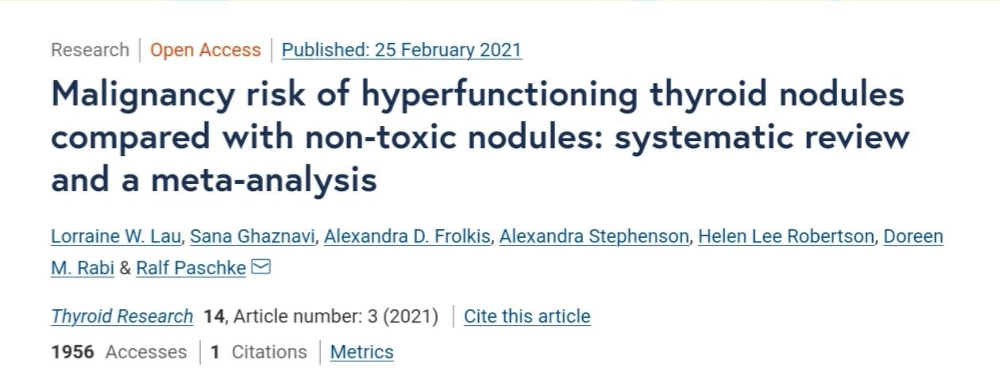 Research | Open Access | Published: 25 February 2021
Malignancy risk of hyperfunctioning thyroid nodules
compared with non-toxic nodules: systematic review
and a meta-analysis
Lorraine W. Lau, Sana Ghaznavi, Alexandra D. Frolkis, Alexandra Stephenson, Helen Lee Robertson, Doreen
M. Rabi & Ralf Paschke
Thyroid Research 14, Article number: 3 (2021) | Cite this article
1956 Accesses | 1 Citations | Metrics